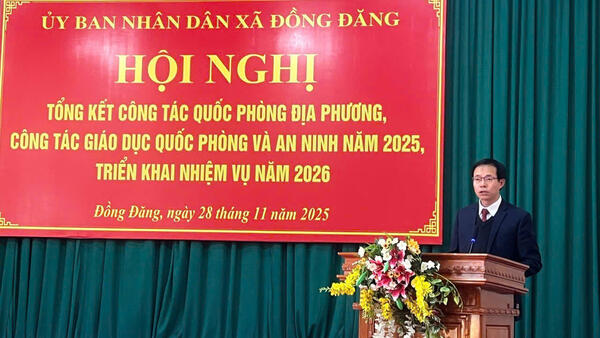 ỦY BAN NHÂN DÂN XÃ ĐỒNG ĐĂNG
HỘI NGHỊ
TỔNG KẾT CÔNG TÁC QUỐC PHÒNG ĐỊA PHƯƠNG,
CÔNG TÁC GIÁO DỤC QUỐC PHÒNG VÀ AN NINH NĂM 2025,
TRIỂN KHAI NHIỆM VỤ NĂM 2026
Đồng Đăng, ngày 28 tháng 11 năm 2025